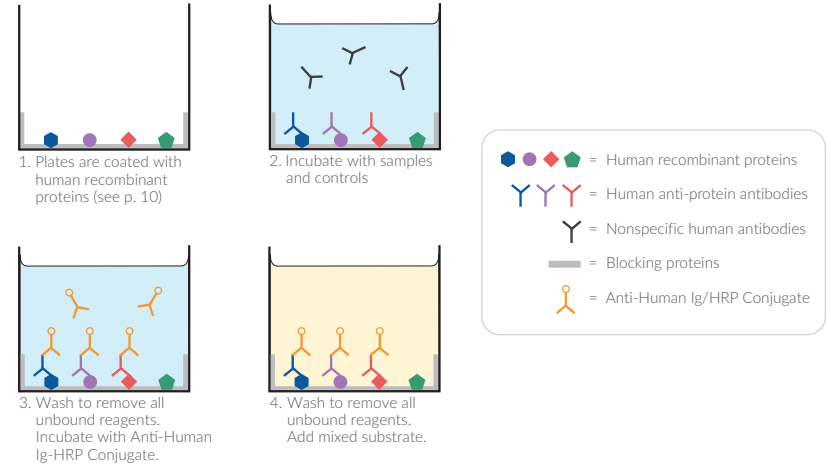 1. Plates are coated with
human recombinant
proteins (see p. 10)
2. Incubate with samples
and controls
3. Wash to remove all
unbound reagents.
Incubate with Anti-Human
Ig-HRP Conjugate.
4. Wash to remove all
unbound reagents.
Add mixed substrate.
= Human recombinant proteins
= Human anti-protein antibodies
= Nonspecific human antibodies
= Blocking proteins
= Anti-Human Ig/HRP Conjugate